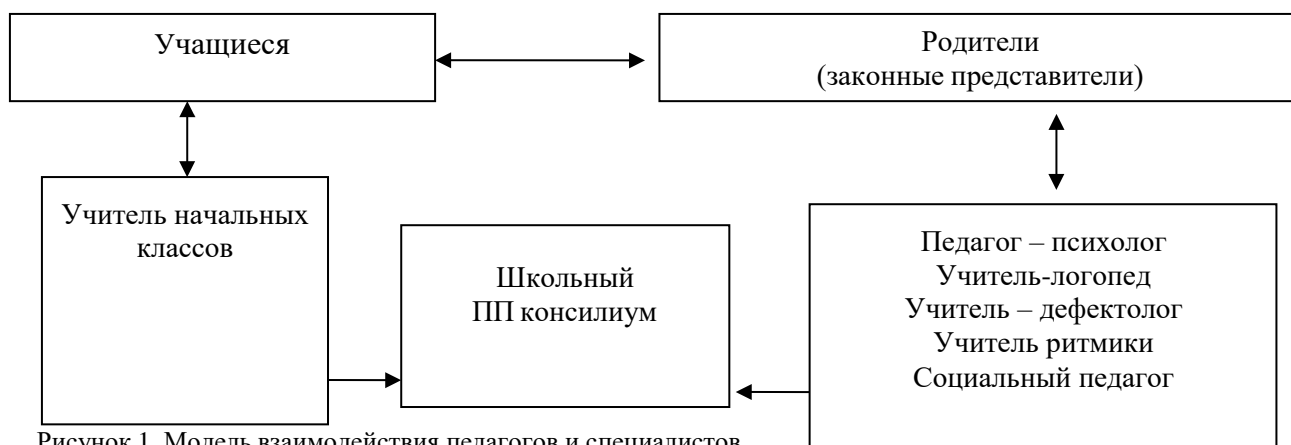 Учащиеся
Родители
(законные представители)
Учитель начальных
классов
Школьный
ПП консилиум
Педагог – психолог
Учитель-логопед
Учитель – дефектолог
Учитель ритмики
Социальный педагог
Рисунок 1. Модель взаимодействия педагогов и специалистов